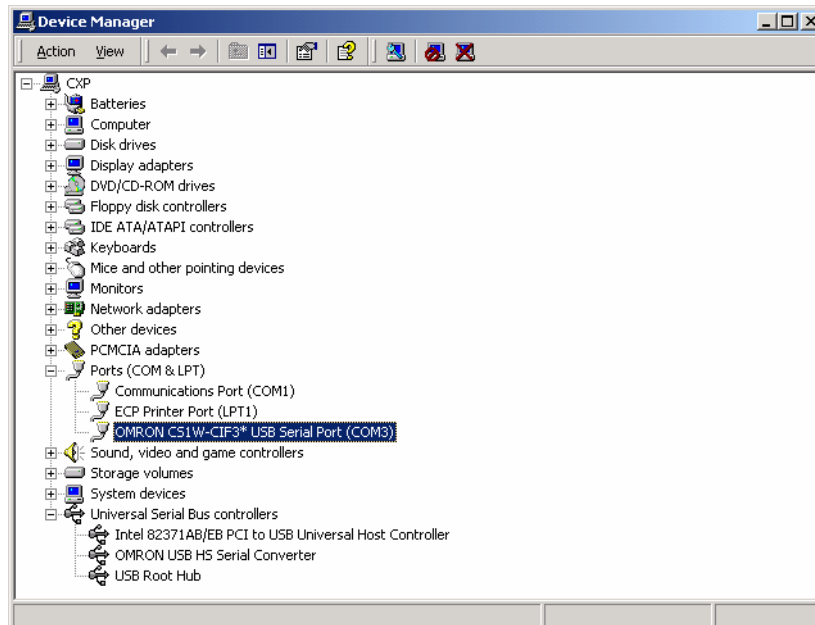 Device Manager
Action View
CXP
Batteries
Computer
Disk drives
Display adapters
DVD/CD-ROM drives
Floppy disk controllers
IDE ATA/ATAPI controllers
Keyboards
Mice and other pointing devices
Monitors
Network adapters
Other devices
PCMCIA adapters
Ports (COM & LPT)
Communications Port (COM1)
ECP Printer Port (LPT1)
OMRON CS1W-CIF3* USB Serial Port (COM3)
Sound, video and game controllers
Storage volumes
System devices
Universal Serial Bus controllers
Intel 82371AB/EB PCI to USB Universal Host Controller
OMRON USB HS Serial Converter
USB Root Hub